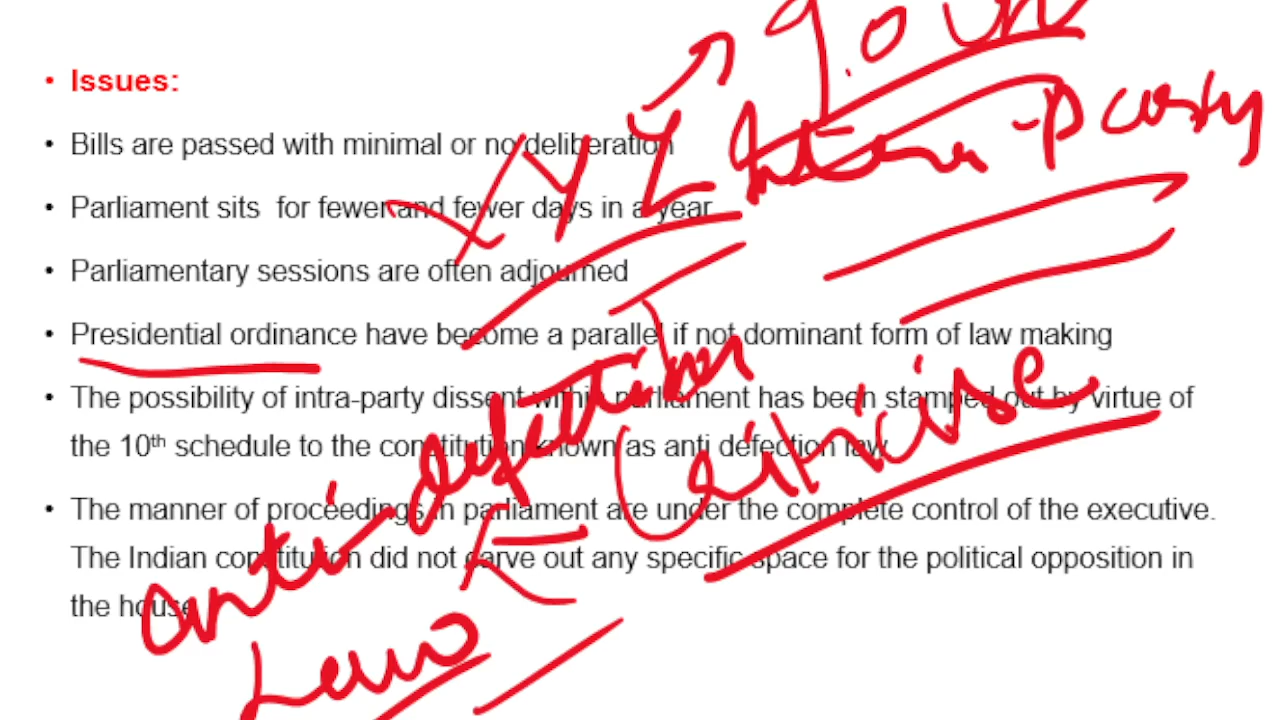 • Issues:
• Bills are passed with minimal or no deliberation
• Parliament sits for fewer and fewer days in a year
• Parliamentary sessions are often adjourned
• Presidential ordinance have become a parallel if not dominant form of law making
• The possibility of intra-party dissent within parliament has been stamped out by virtue of
the 10th schedule to the constitution known as anti defection law
• The manner of proceedings in parliament are under the complete control of the executive.
The Indian constitution did not carve out any specific space for the political opposition in
the house
XYZ
Intra-party
Criticise
anti-defection
Law